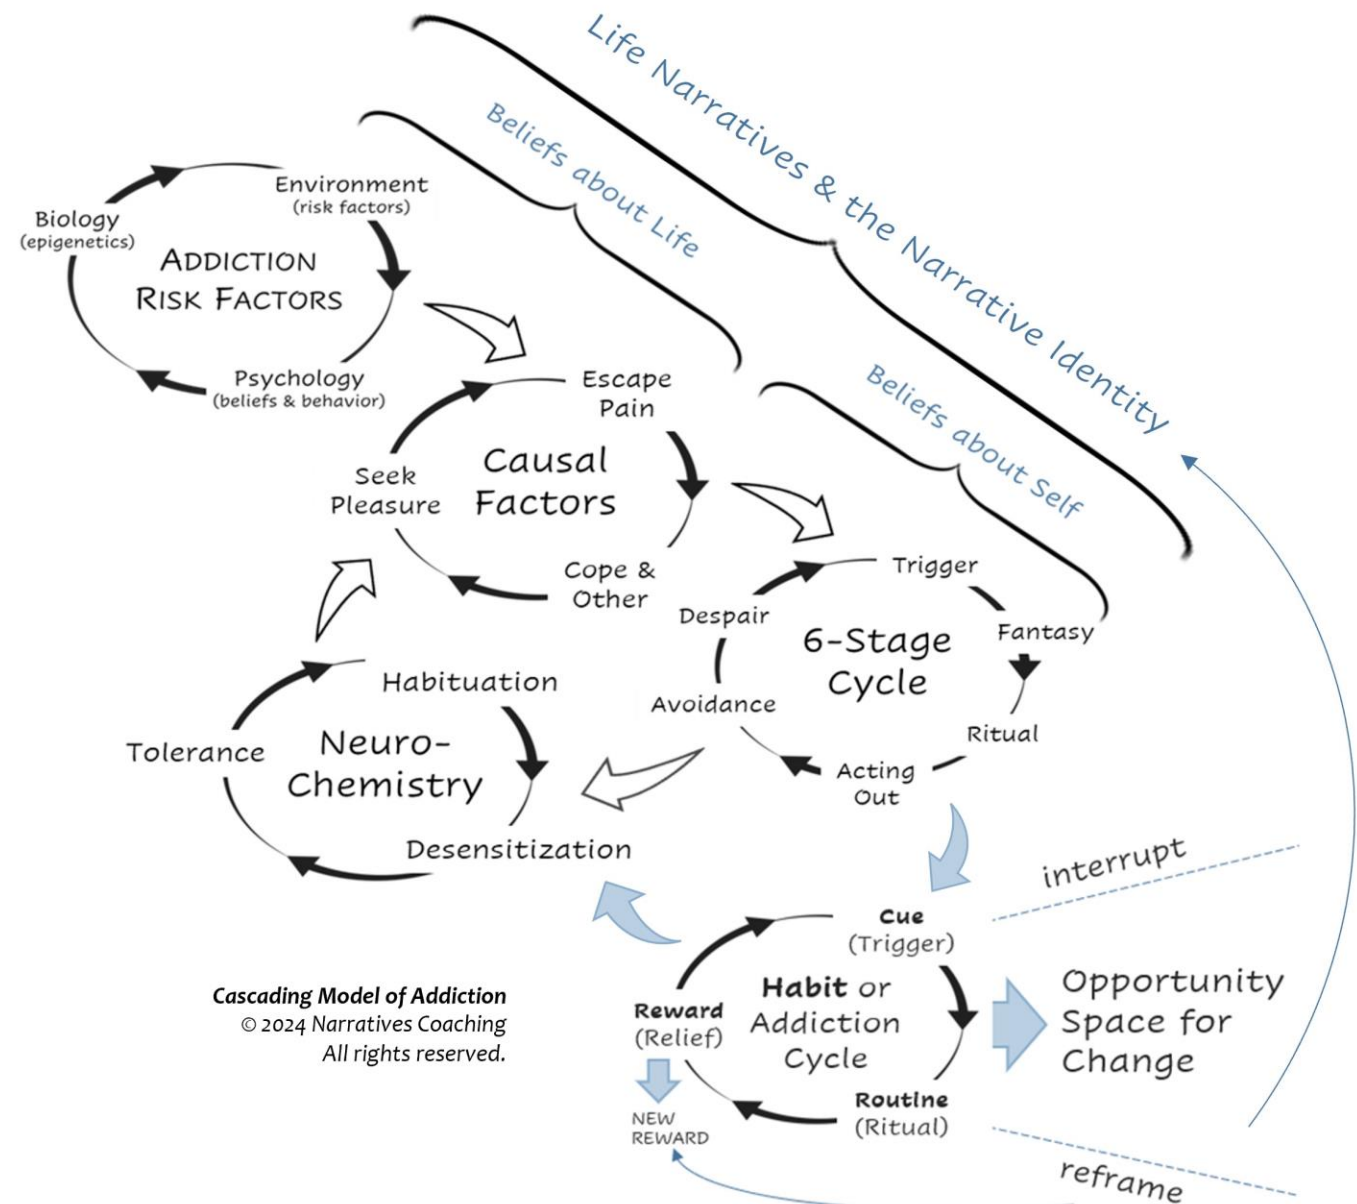 Life Narratives & the Narrative Identity
Beliefs about Life
Beliefs about Self
Environment
(risk factors)
Biology
(epigenetics)
ADDICTION
RISK FACTORS
Psychology
(beliefs & behavior)
Escape
Pain
Causal
Factors
Seek
Pleasure
Cope &
Other
Trigger
Despair
Fantasy
6-Stage
Cycle
Avoidance
Ritual
Acting
Out
Habituation
Tolerance
Neuro-
Chemistry
Desensitization
interrupt
Cue
(Trigger)
Habit or
Addiction
Cycle
Reward
(Relief)
Opportunity
Space for
Change
Routine
(Ritual)
NEW
REWARD
reframe
Cascading Model of Addiction
© 2024 Narratives Coaching
All rights reserved.